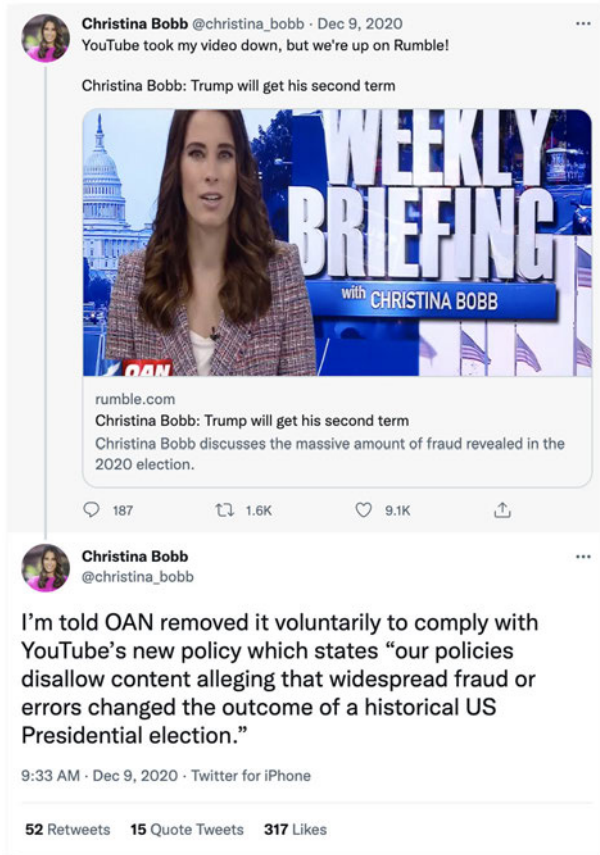 Christina Bobb @christina_bobb · Dec 9, 2020
YouTube took my video down, but we're up on Rumble!
Christina Bobb: Trump will get his second term
WEEKLY
BRIEFING
with CHRISTINA BOBB
OAN
rumble.com
Christina Bobb: Trump will get his second term
Christina Bobb discusses the massive amount of fraud revealed in the
2020 election.
187 1.6K 9.1K
Christina Bobb
@christina_bobb
I'm told OAN removed it voluntarily to comply with
YouTube's new policy which states “our policies
disallow content alleging that widespread fraud or
errors changed the outcome of a historical US
Presidential election.”
9:33 AM · Dec 9, 2020 · Twitter for iPhone
52 Retweets 15 Quote Tweets 317 Likes